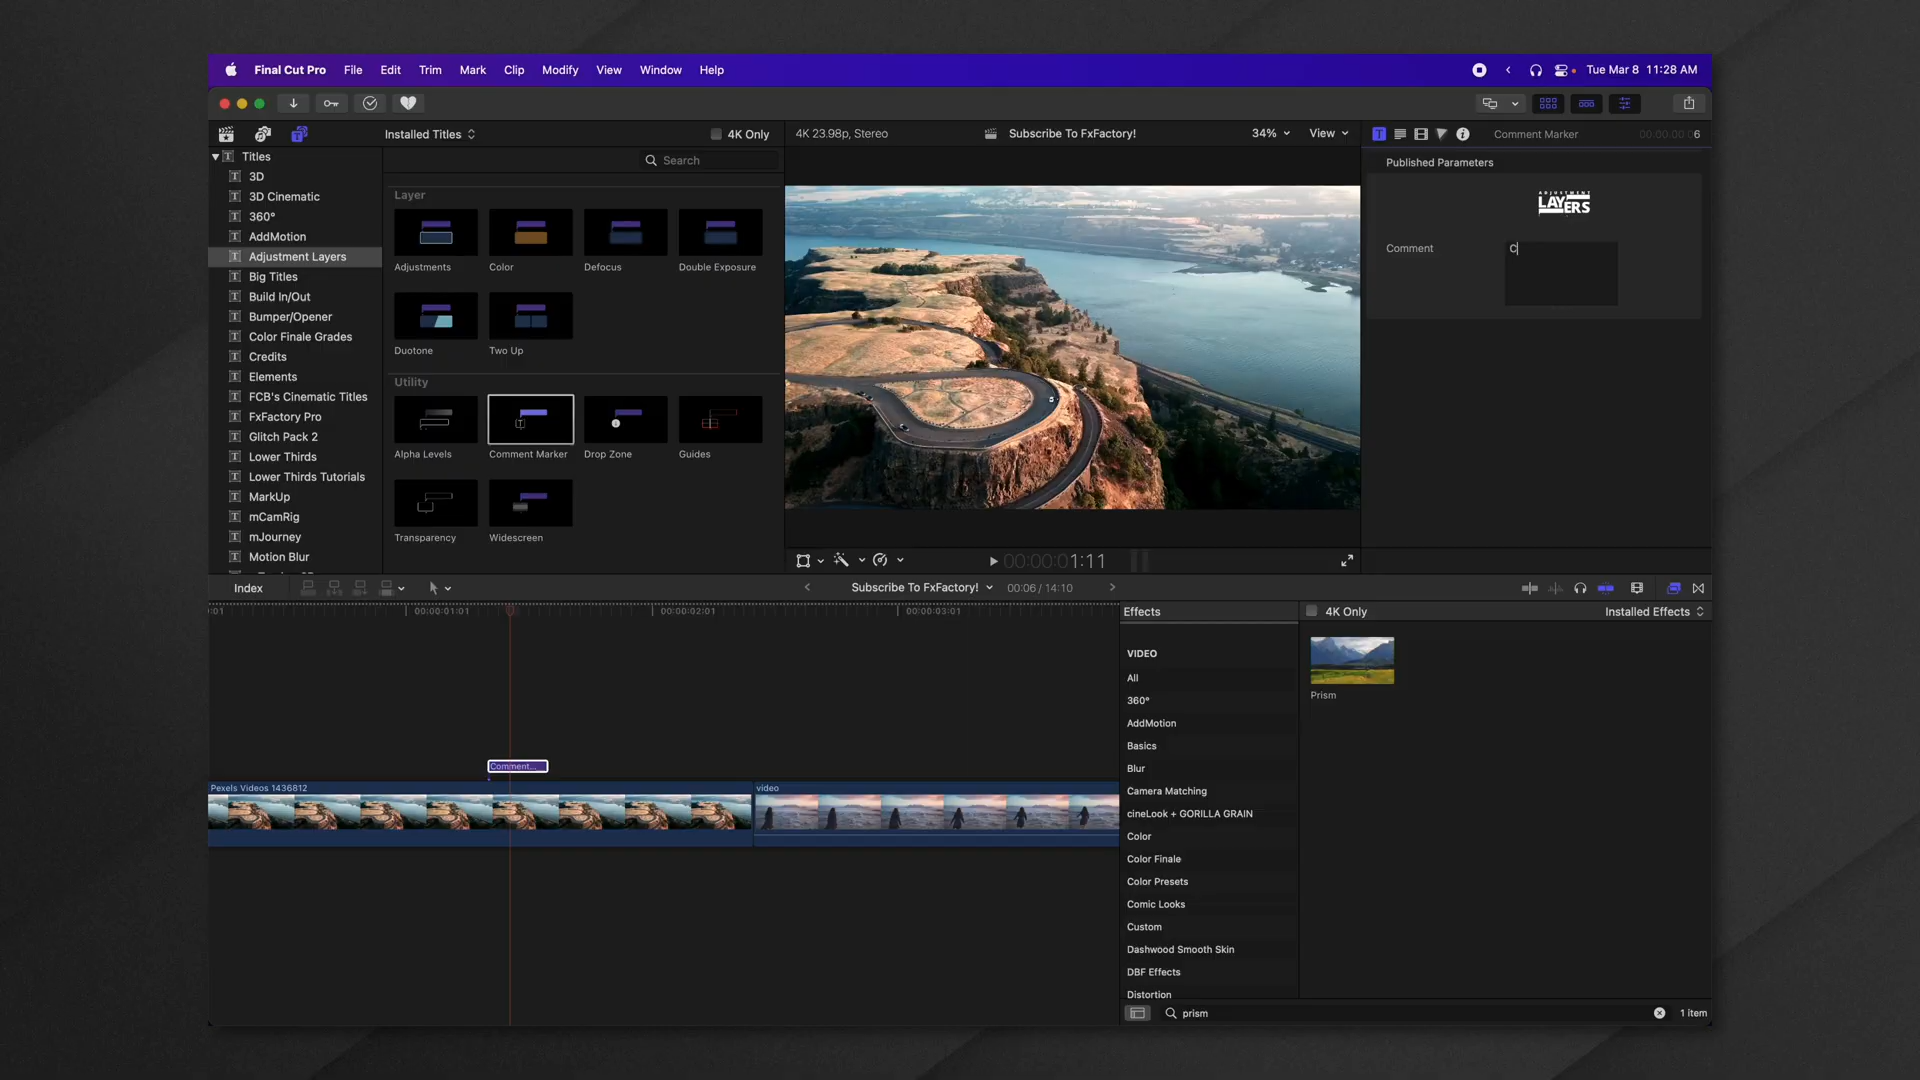 Final Cut Pro File Edit Trim Mark Clip Modify View Window Help
Tue Mar 8 11:28 AM
Installed Titles
4K Only
4K 23.98p, Stereo
Subscribe To FxFactory!
34%
View
Comment Marker
6
Titles
3D
3D Cinematic
360°
AddMotion
Adjustment Layers
Big Titles
Build In/Out
Bumper/Opener
Color Finale Grades
Credits
Elements
FCB's Cinematic Titles
FxFactory Pro
Glitch Pack 2
Lower Thirds
Lower Thirds Tutorials
MarkUp
mCamRig
mJourney
Motion Blur
Search
Layer
Adjustments Color Defocus Double Exposure
Duotone Two Up
Utility
Alpha Levels Comment Marker Drop Zone Guides
Transparency Widescreen
00:00:01:11
Published Parameters
ADJUSTMENT
LAYERS
Comment
C
Index
Subscribe To FxFactory!
00:06 / 14:10
:01
00:00:01:01
00:00:02:01
00:00:03:01
Comment...
Pexels Videos 1436812
video
Effects
4K Only
Installed Effects
VIDEO
All
360°
AddMotion
Basics
Blur
Camera Matching
cineLook + GORILLA GRAIN
Color
Color Finale
Color Presets
Comic Looks
Custom
Dashwood Smooth Skin
DBF Effects
Distortion
Prism
prism
1 item